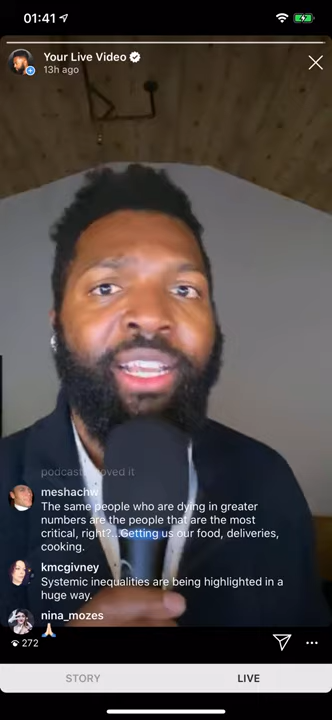 01:41
Your Live Video
13h ago
podcast loved it
meshachw
The same people who are dying in greater
numbers are the people that are the most
critical, right?...Getting us our food, deliveries,
cooking.
kmcgivney
Systemic inequalities are being highlighted in a
huge way.
nina_mozes
🙏🏻
272
STORY
LIVE